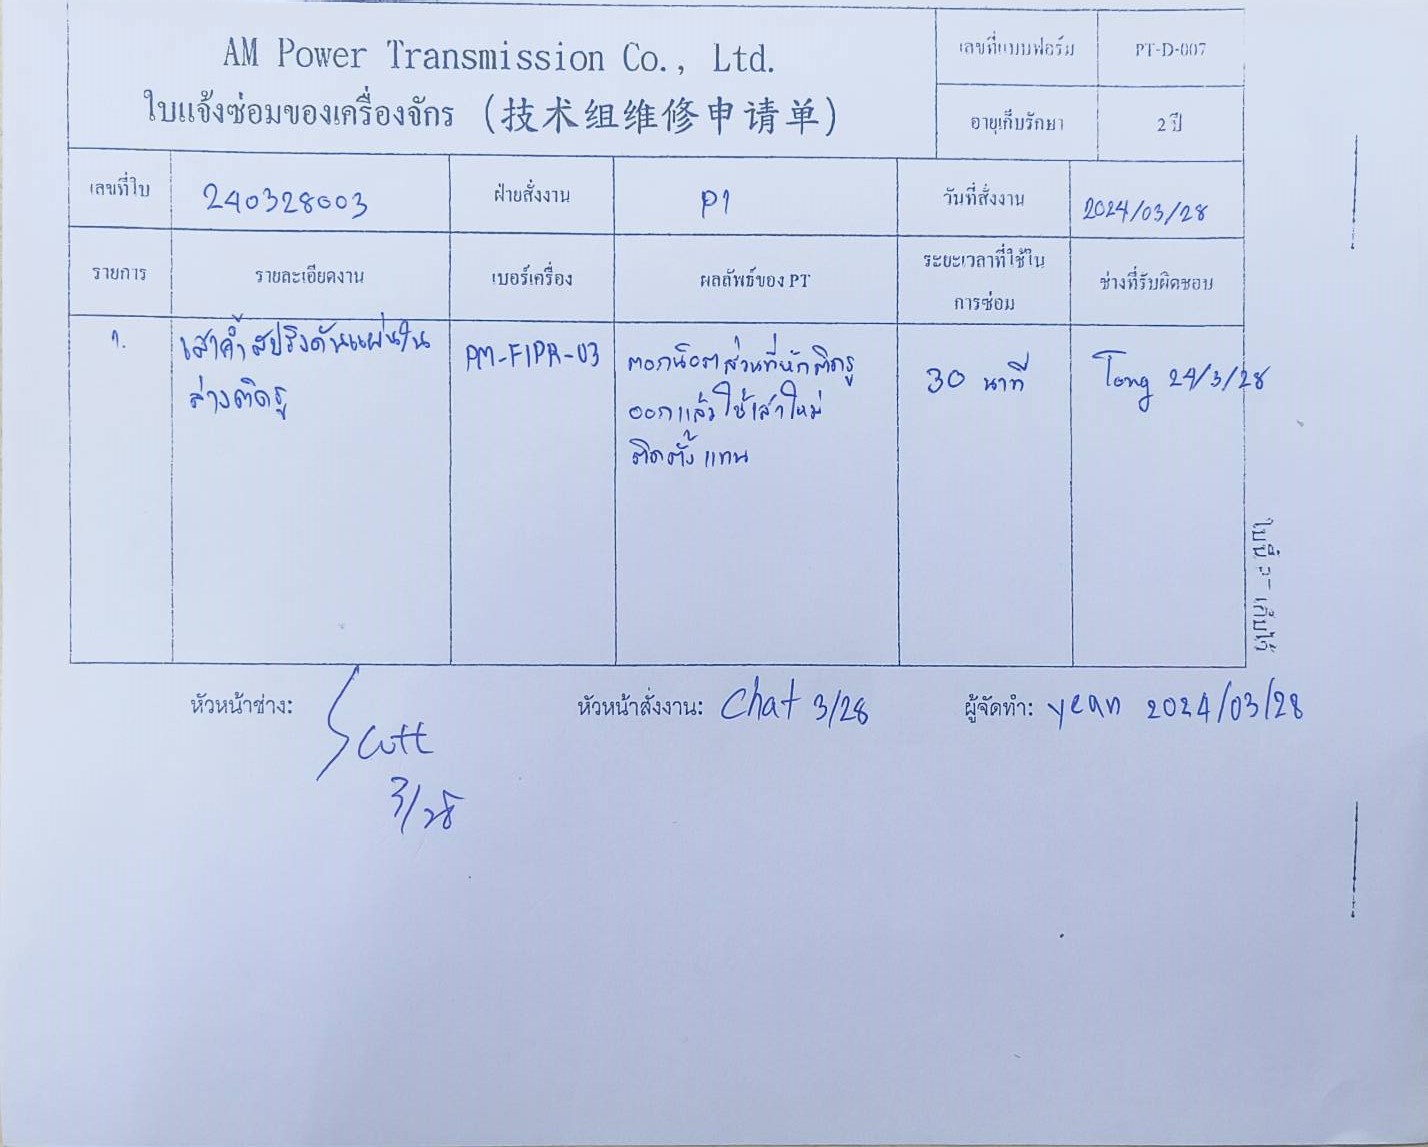 AM Power Transmission Co., Ltd.
ใบแจ้งซ่อมของเครื่องจักร (技术组维修申请单)
เลขที่แบบฟอร์ม PT-D-007
อายุเก็บรักษา 2 ปี
เลขที่ใบ 240328003 ฝ่ายสั่งงาน P1 วันที่สั่งงาน 2024/03/28
รายการ รายละเอียดงาน เบอร์เครื่อง ผลลัพธ์ของ PT ระยะเวลาที่ใช้ใน
การซ่อม ช่างที่รับผิดชอบ
1. เสาค้ำสปริงดันแผ่นใน PM-FIPR-03 ตอกน๊อตส่วนที่หักติดรู 30 นาที Tong 24/3/28
ล่างติดรู ออกแล้วใช้เสาใหม่
ติดตั้งแทน
ใบที่ 2- เก็บไว้
หัวหน้าช่าง: Scott หัวหน้าสั่งงาน: Chat 3/28 ผู้จัดทำ: yean 2024/03/28
3/28